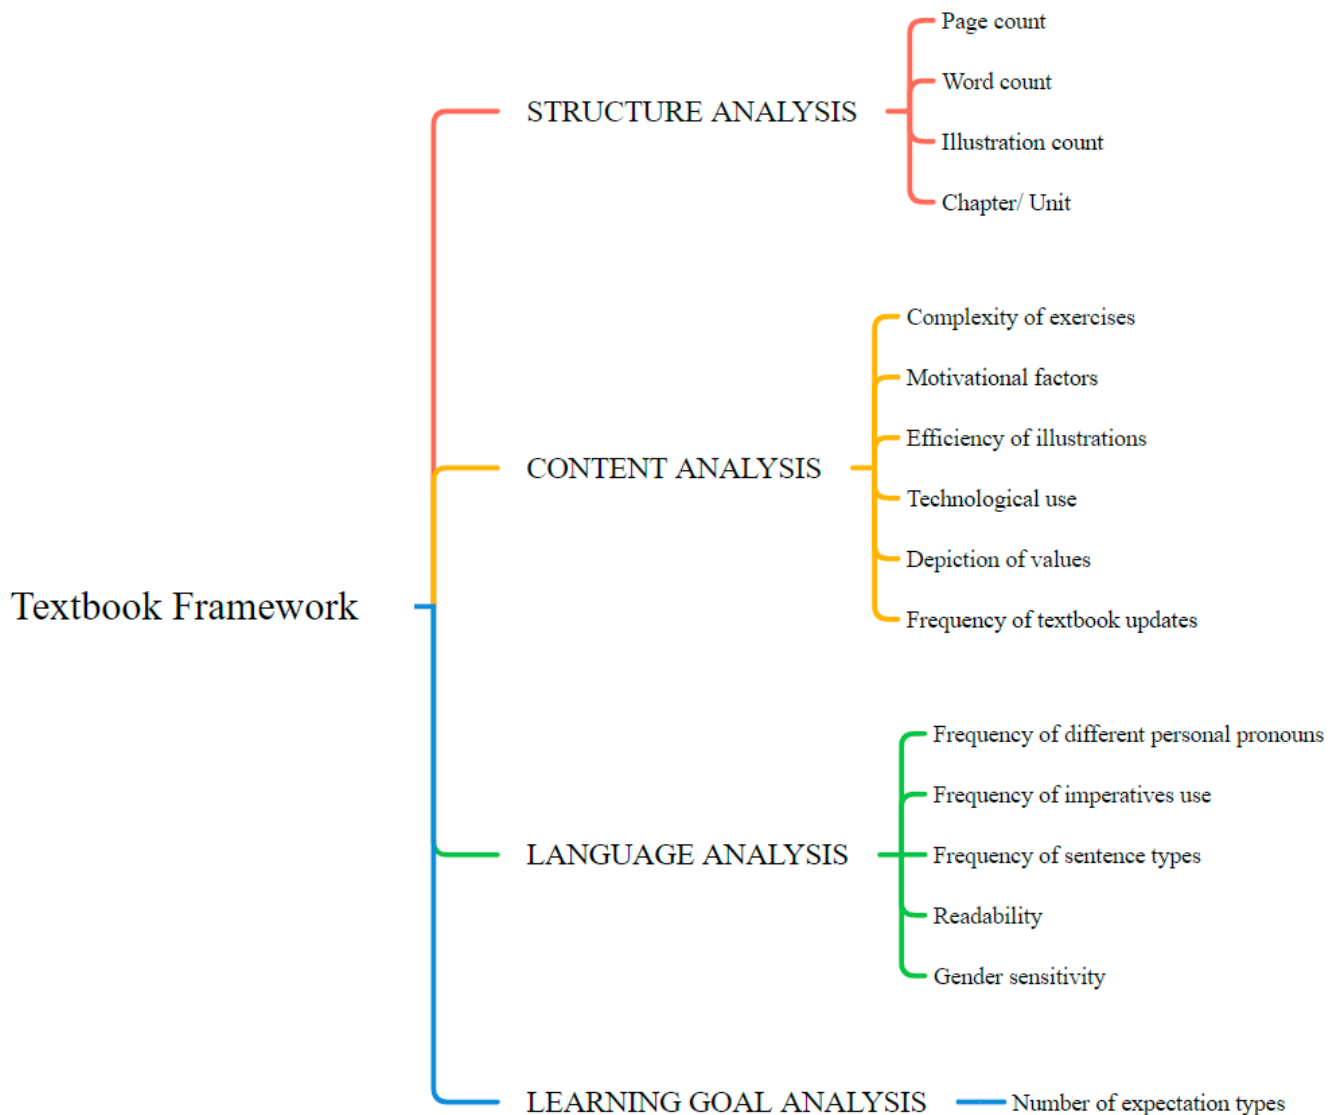 Textbook Framework
STRUCTURE ANALYSIS
Page count
Word count
Illustration count
Chapter/ Unit
CONTENT ANALYSIS
Complexity of exercises
Motivational factors
Efficiency of illustrations
Technological use
Depiction of values
Frequency of textbook updates
LANGUAGE ANALYSIS
Frequency of different personal pronouns
Frequency of imperatives use
Frequency of sentence types
Readability
Gender sensitivity
LEARNING GOAL ANALYSIS
Number of expectation types